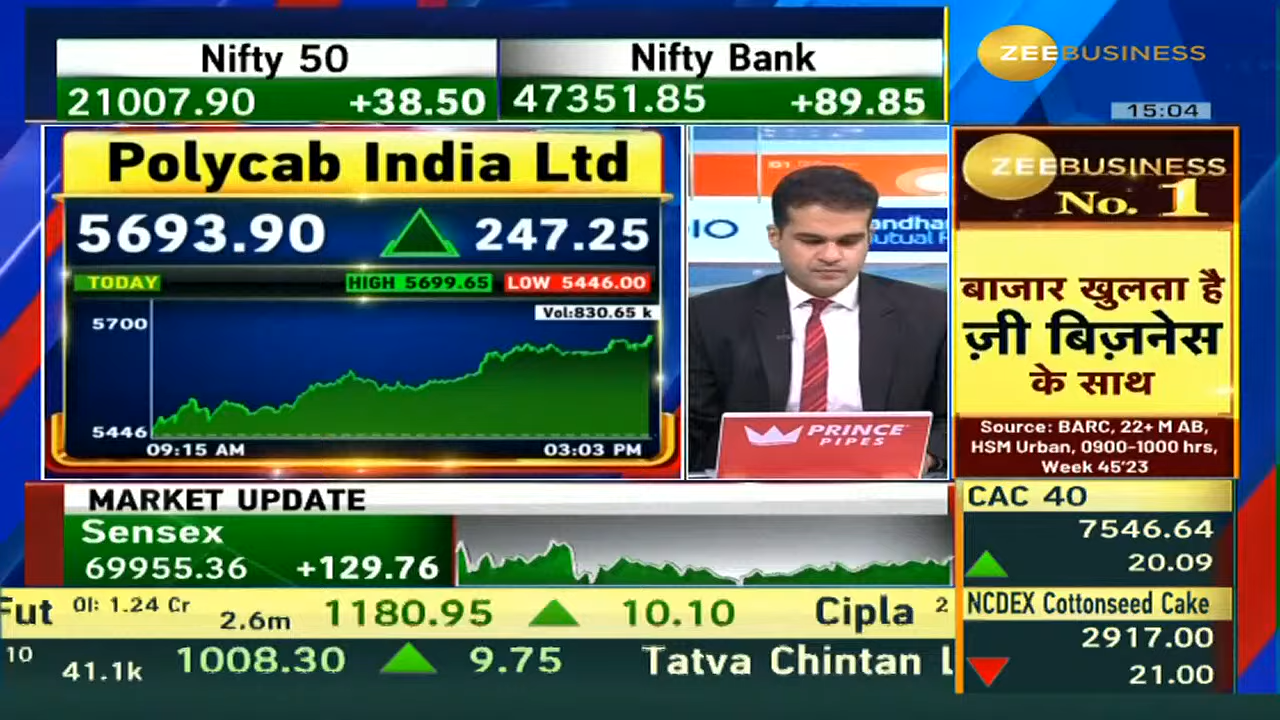 Nifty 50
21007.90 +38.50
Nifty Bank
47351.85 +89.85
ZEEBUSINESS
15:04
Polycab India Ltd
5693.90 247.25
TODAY HIGH 5699.65 LOW 5446.00
Vol:830.65 k
5700
5446
09:15 AM 03:03 PM
PRINCE
PIPES
ZEEBUSINESS
No. 1
बाजार खुलता है
ज़ी बिज़नेस
के साथ
Source: BARC, 22+ M AB,
HSM Urban, 0900-1000 hrs,
Week 45'23
MARKET UPDATE
Sensex
69955.36 +129.76
CAC 40
7546.64
20.09
NCDEX Cottonseed Cake
2917.00
21.00
Fut OI: 1.24 Cr 2.6m 1180.95 10.10 Cipla 2
10 41.1k 1008.30 9.75 Tatva Chintan